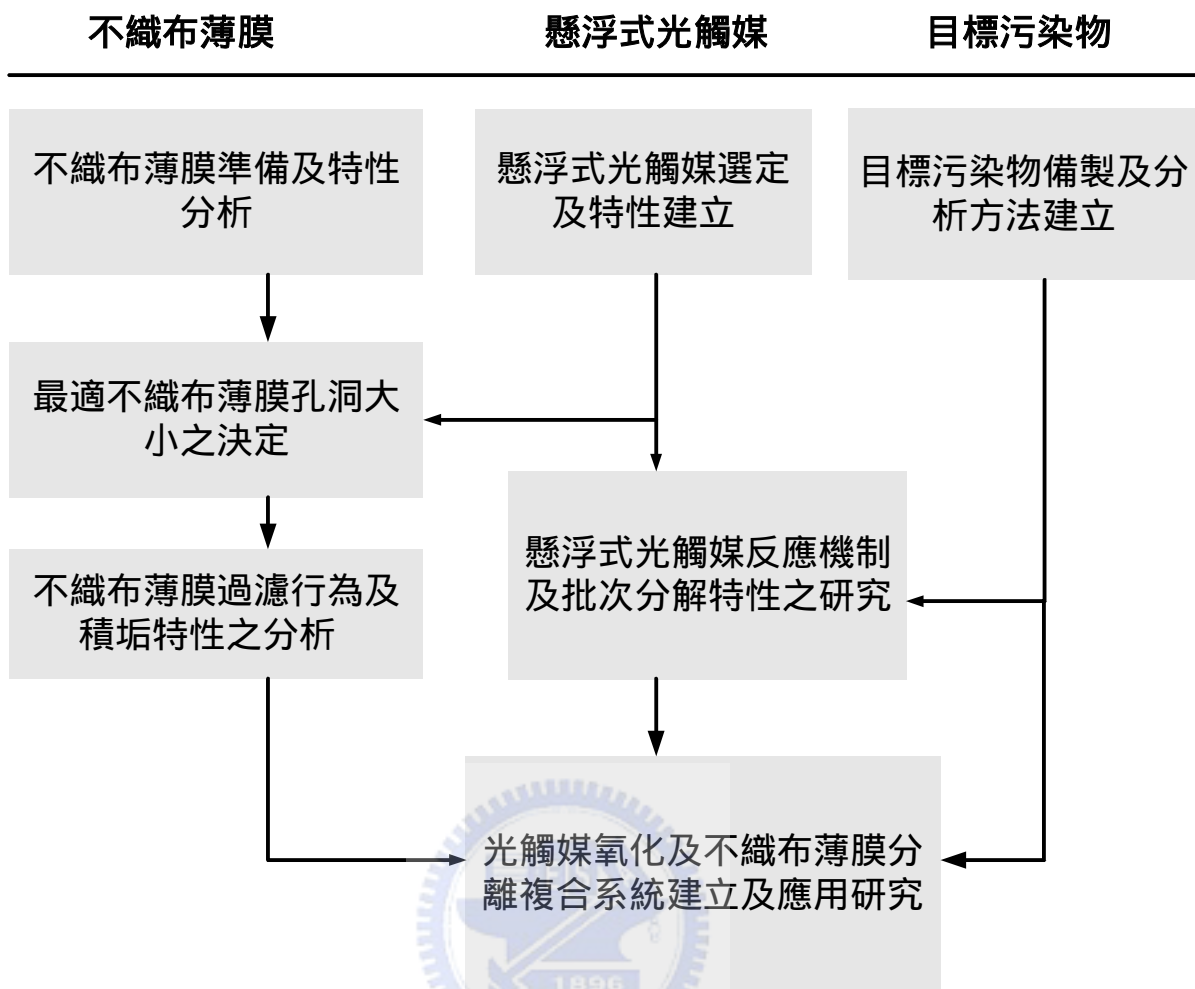 不織布薄膜
懸浮式光觸媒
目標污染物
不織布薄膜準備及特性
分析
懸浮式光觸媒選定
及特性建立
目標污染物備製及分
析方法建立
最適不織布薄膜孔洞大
小之決定
懸浮式光觸媒反應機制
及批次分解特性之研究
不織布薄膜過濾行為及
積垢特性之分析
光觸媒氧化及不織布薄膜分
離複合系統建立及應用研究
1896